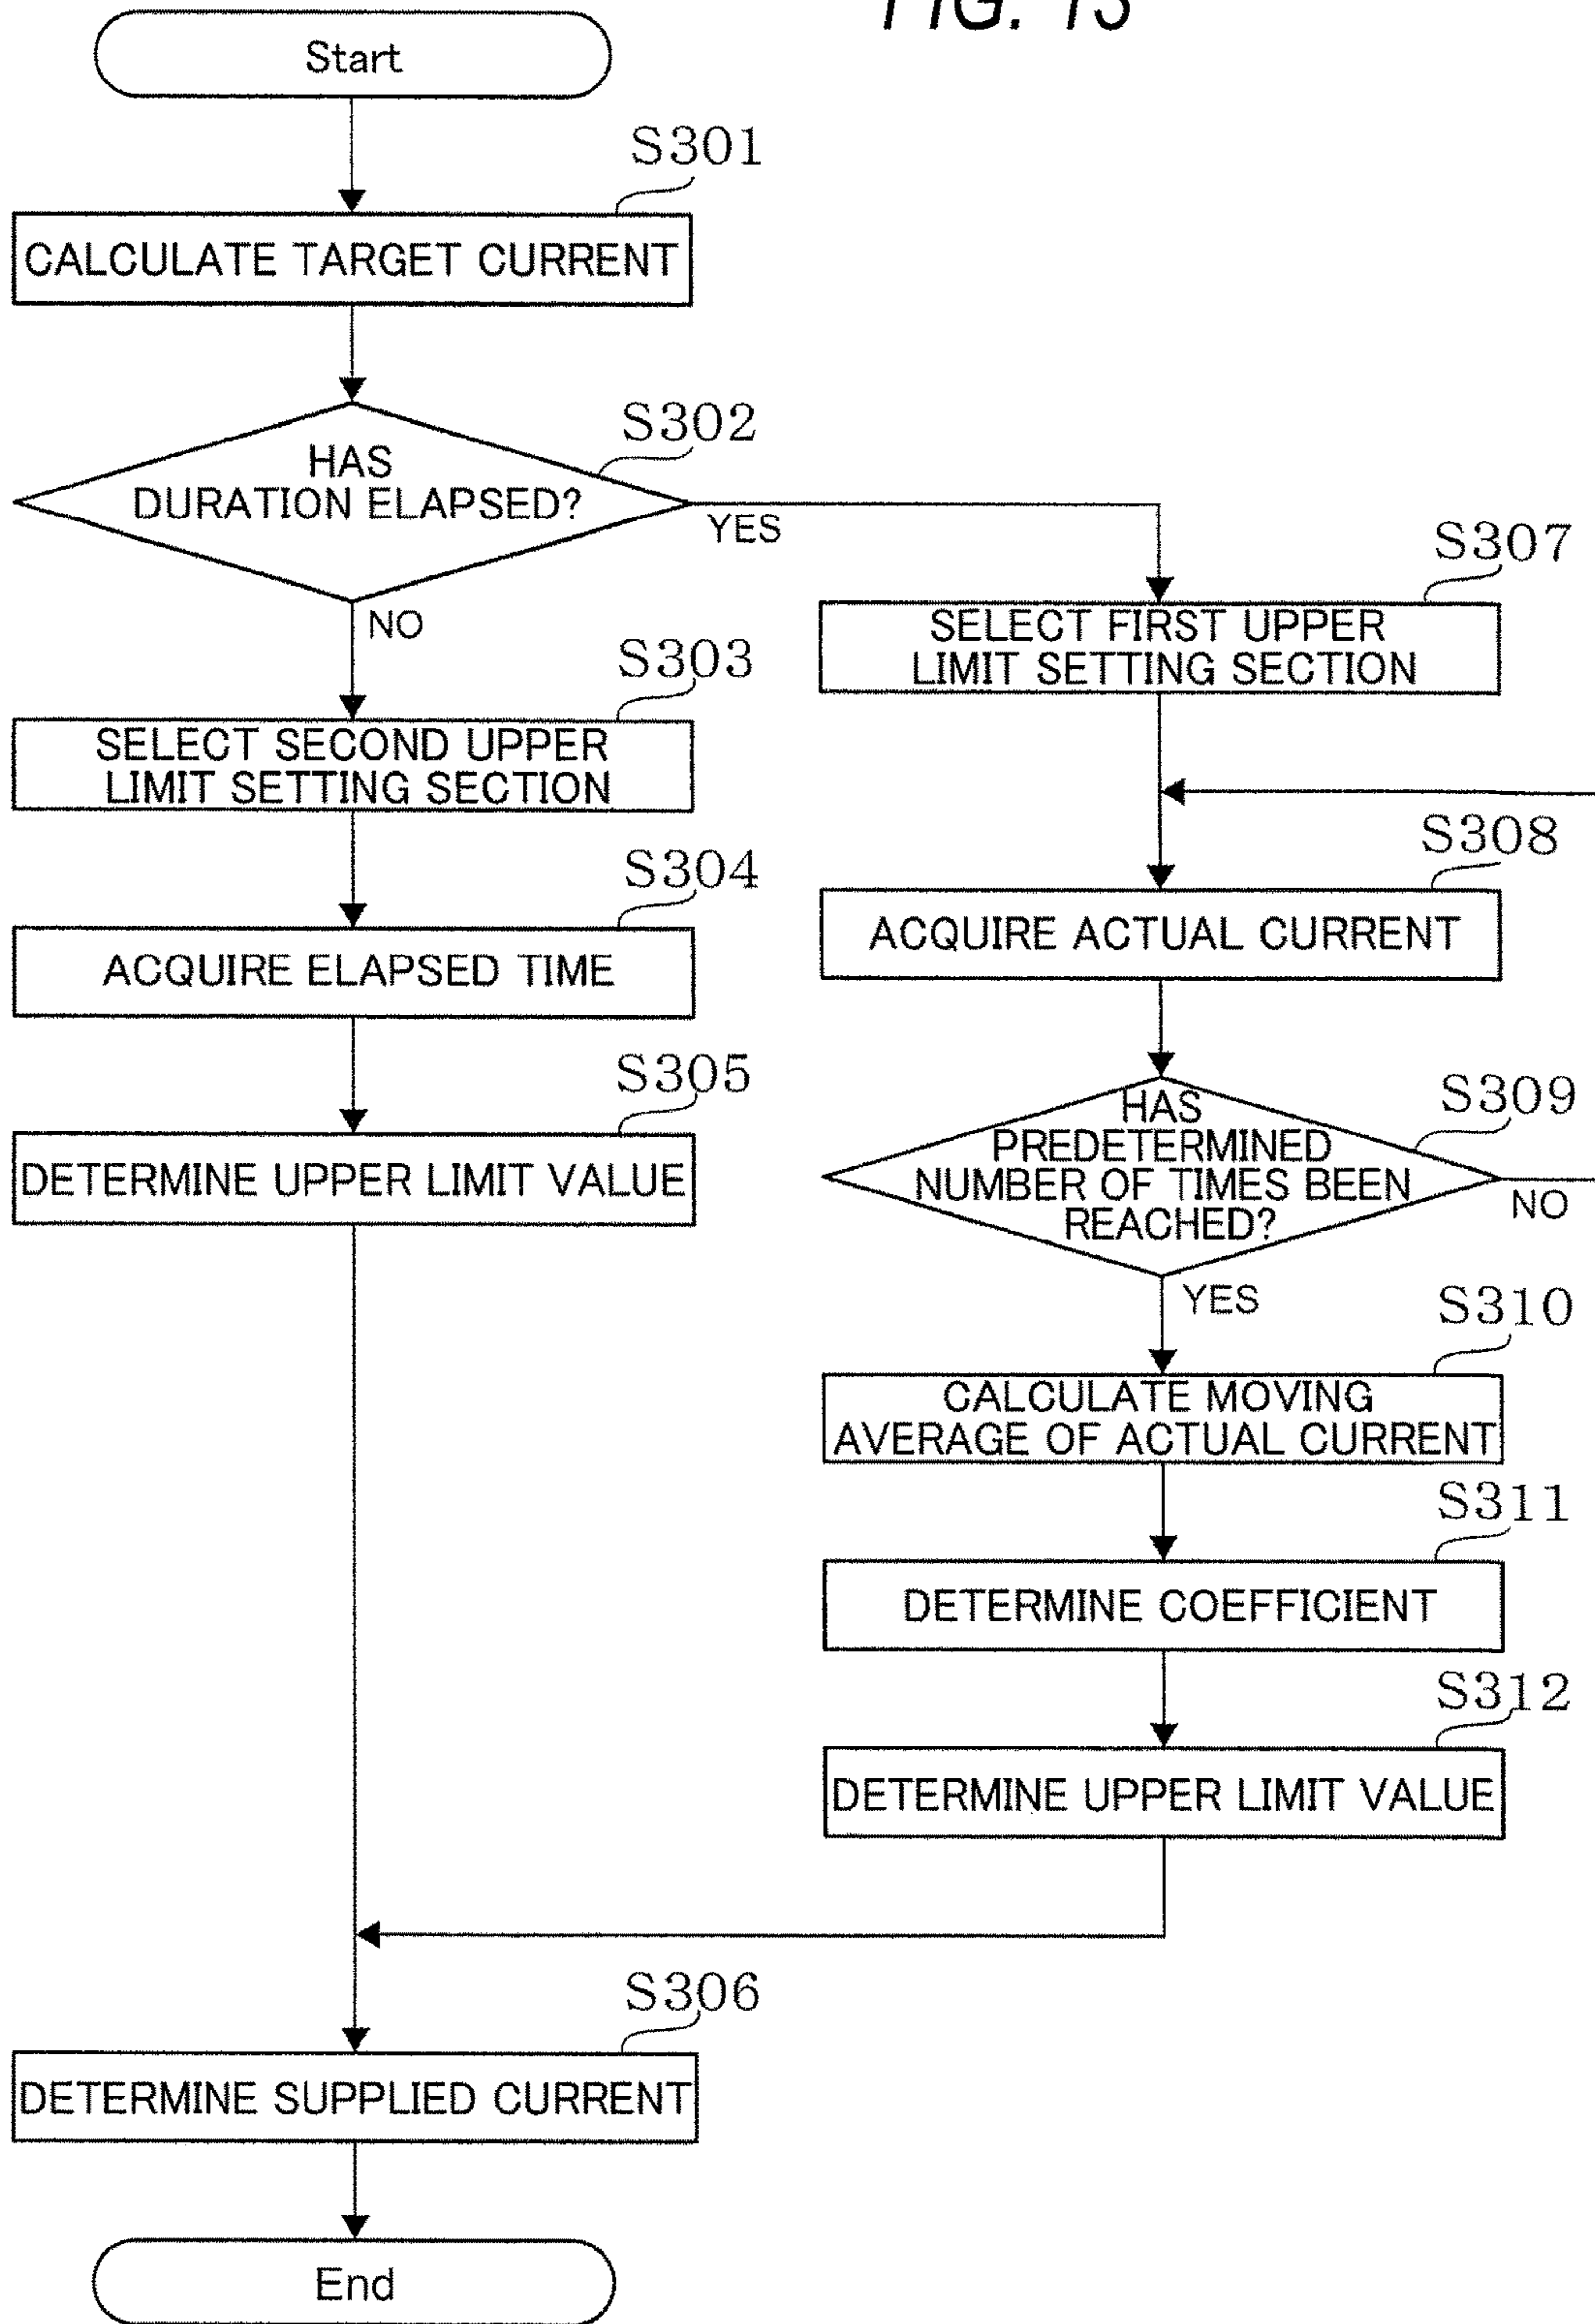 FIG. 13
Start
S301
CALCULATE TARGET CURRENT
S302
HAS
DURATION ELAPSED?
YES
NO
S303
SELECT SECOND UPPER
LIMIT SETTING SECTION
S304
ACQUIRE ELAPSED TIME
S305
DETERMINE UPPER LIMIT VALUE
S307
SELECT FIRST UPPER
LIMIT SETTING SECTION
S308
ACQUIRE ACTUAL CURRENT
S309
HAS
PREDETERMINED
NUMBER OF TIMES BEEN
REACHED?
NO
YES
S310
CALCULATE MOVING
AVERAGE OF ACTUAL CURRENT
S311
DETERMINE COEFFICIENT
S312
DETERMINE UPPER LIMIT VALUE
S306
DETERMINE SUPPLIED CURRENT
End